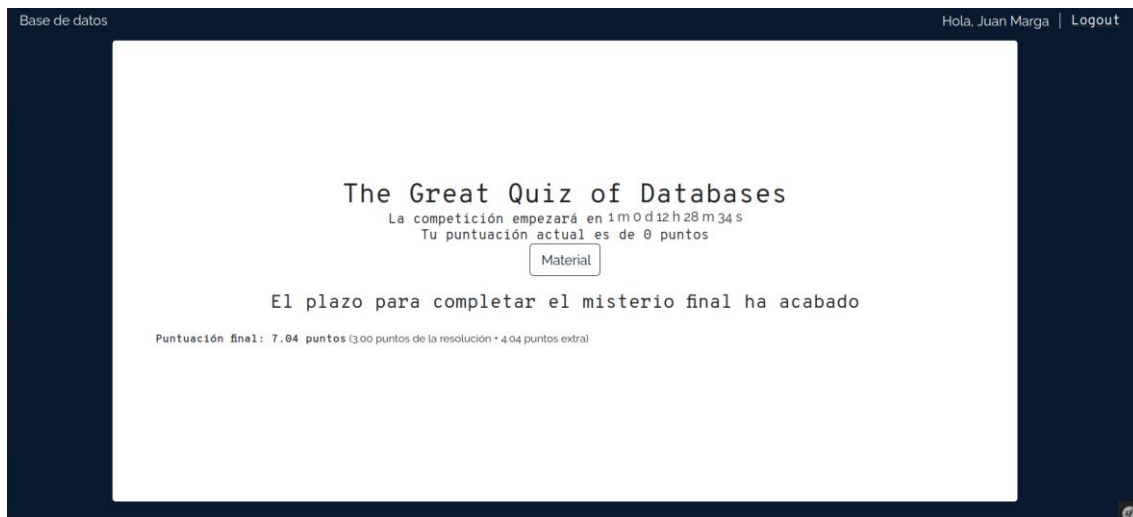 Base de datos
Hola, Juan Marga | Logout
The Great Quiz of Databases
La competición empezará en 1 m 0 d 12 h 28 m 34 s
Tu puntuación actual es de 0 puntos
Material
El plazo para completar el misterio final ha acabado
Puntuación final: 7.04 puntos (3.00 puntos de la resolución + 4.04 puntos extra)